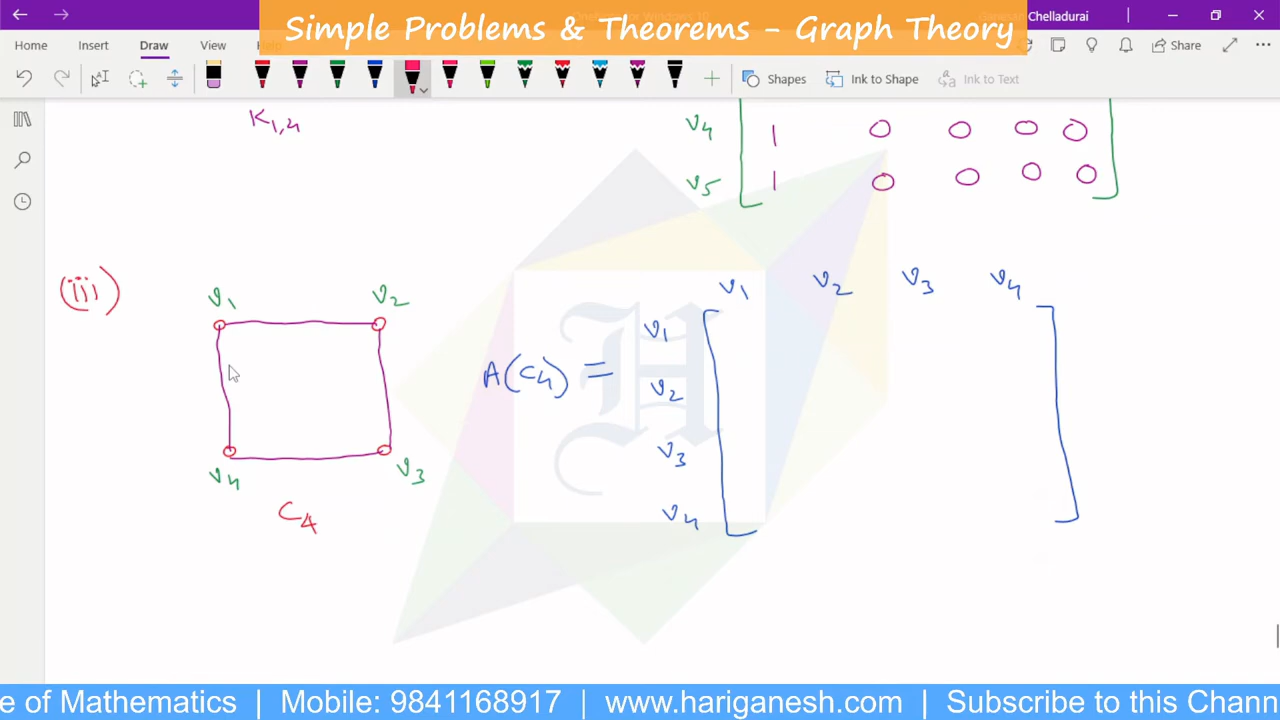 Simple Problems & Theorems - Graph Theory
Chelladurai
Home Insert Draw View
Share
Shapes Ink to Shape Ink to Text
K1,4
v4 1 0 0 0 0
v5 1 0 0 0 0
(iii)
v1 v2
v4 v3
C4
v1 v2 v3 v4
A(C4) =
v1
v2
v3
v4
e of Mathematics | Mobile: 9841168917 | www.hariganesh.com | Subscribe to this Chann